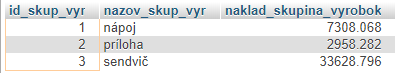 id_skup_vyr nazov_skup_vyr naklad_skupina_vyrobok
1 nápoj 7308.068
2 príloha 2958.282
3 sendvič 33628.796